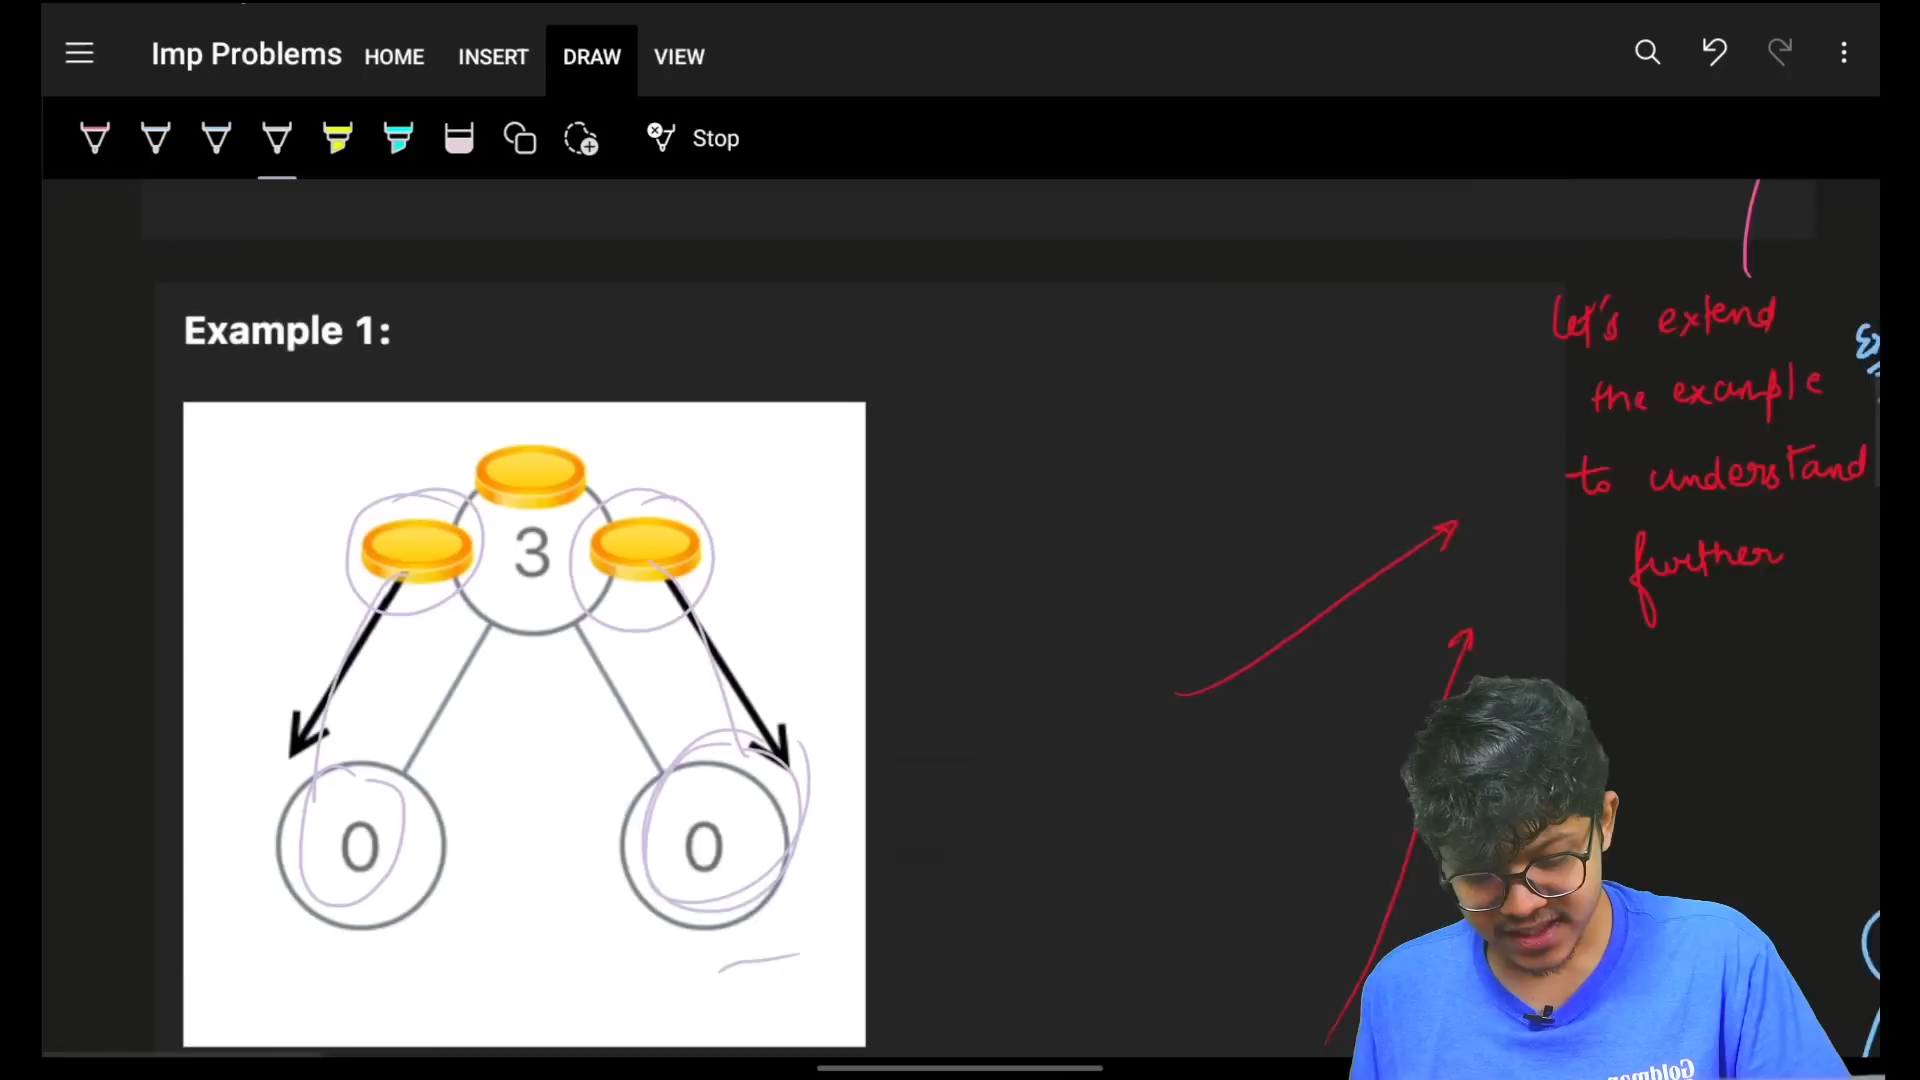 Imp Problems HOME INSERT DRAW VIEW
Stop
Example 1:
3
0 0
let's extend
the example
to understand
further